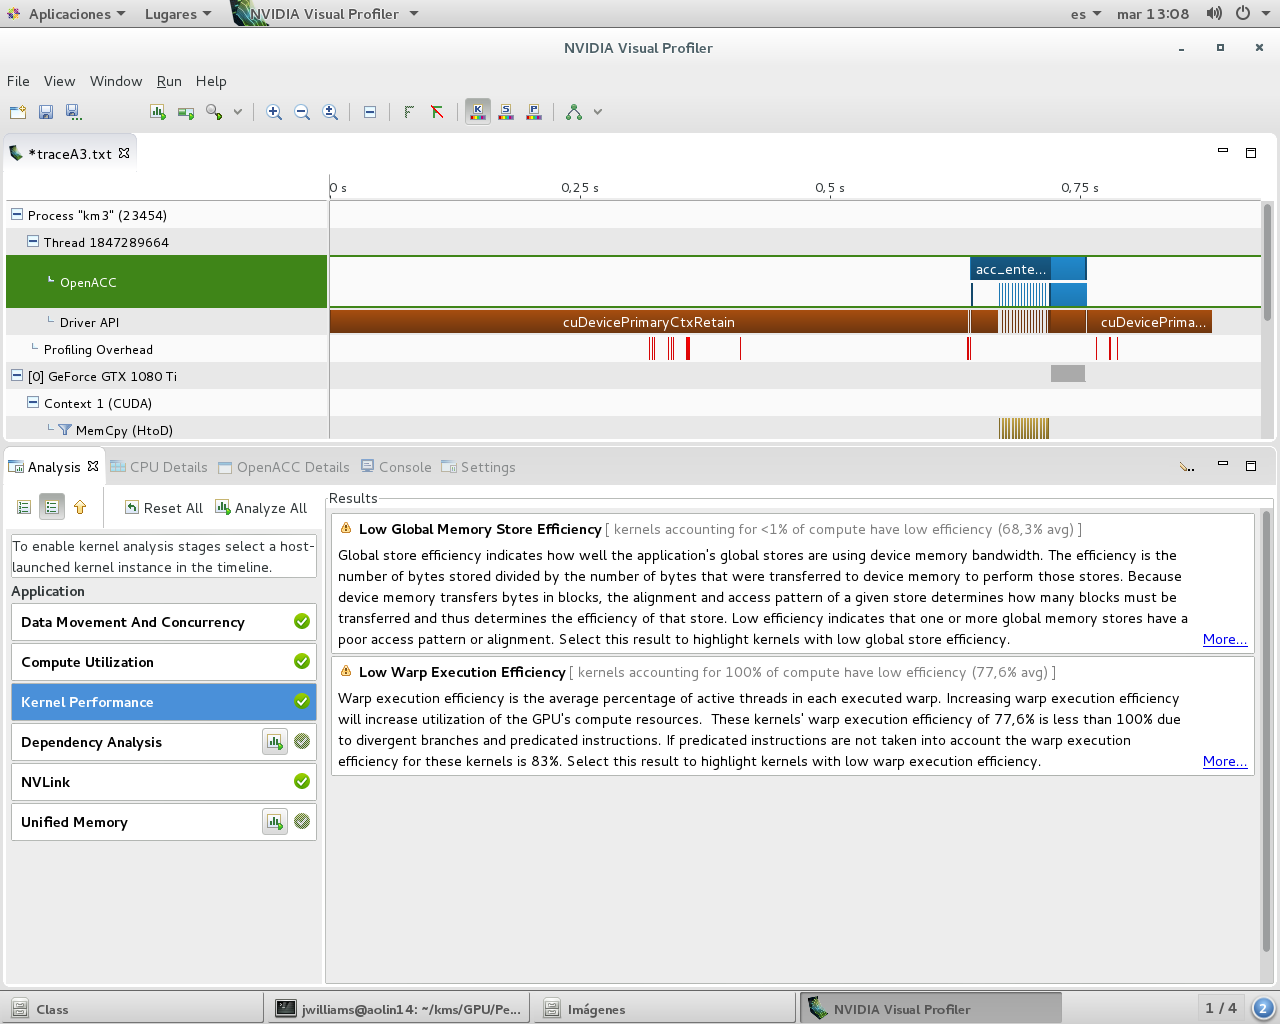 Aplicaciones Lugares NVIDIA Visual Profiler es mar 13:08
NVIDIA Visual Profiler
File View Window Run Help
K S P
*traceA3.txt
0 s 0,25 s 0,5 s 0,75 s
Process "km3" (23454)
Thread 1847289664
OpenACC acc_ente...
Driver API cuDevicePrimaryCtxRetain cuDevicePrima...
Profiling Overhead
[0] GeForce GTX 1080 Ti
Context 1 (CUDA)
MemCpy (HtoD)
Analysis CPU Details OpenACC Details Console Settings
Reset All Analyze All
To enable kernel analysis stages select a host-
launched kernel instance in the timeline.
Application
Data Movement And Concurrency
Compute Utilization
Kernel Performance
Dependency Analysis
NVLink
Unified Memory
Results
Low Global Memory Store Efficiency [ kernels accounting for <1% of compute have low efficiency (68,3% avg) ]
Global store efficiency indicates how well the application's global stores are using device memory bandwidth. The efficiency is the
number of bytes stored divided by the number of bytes that were transferred to device memory to perform those stores. Because
device memory transfers bytes in blocks, the alignment and access pattern of a given store determines how many blocks must be
transferred and thus determines the efficiency of that store. Low efficiency indicates that one or more global memory stores have a
poor access pattern or alignment. Select this result to highlight kernels with low global store efficiency. More...
Low Warp Execution Efficiency [ kernels accounting for 100% of compute have low efficiency (77,6% avg) ]
Warp execution efficiency is the average percentage of active threads in each executed warp. Increasing warp execution efficiency
will increase utilization of the GPU's compute resources. These kernels' warp execution efficiency of 77,6% is less than 100% due
to divergent branches and predicated instructions. If predicated instructions are not taken into account the warp execution
efficiency for these kernels is 83%. Select this result to highlight kernels with low warp execution efficiency. More...
Class jwilliams@aolin14: ~/kms/GPU/Pe... Imágenes NVIDIA Visual Profiler 1 / 4 2